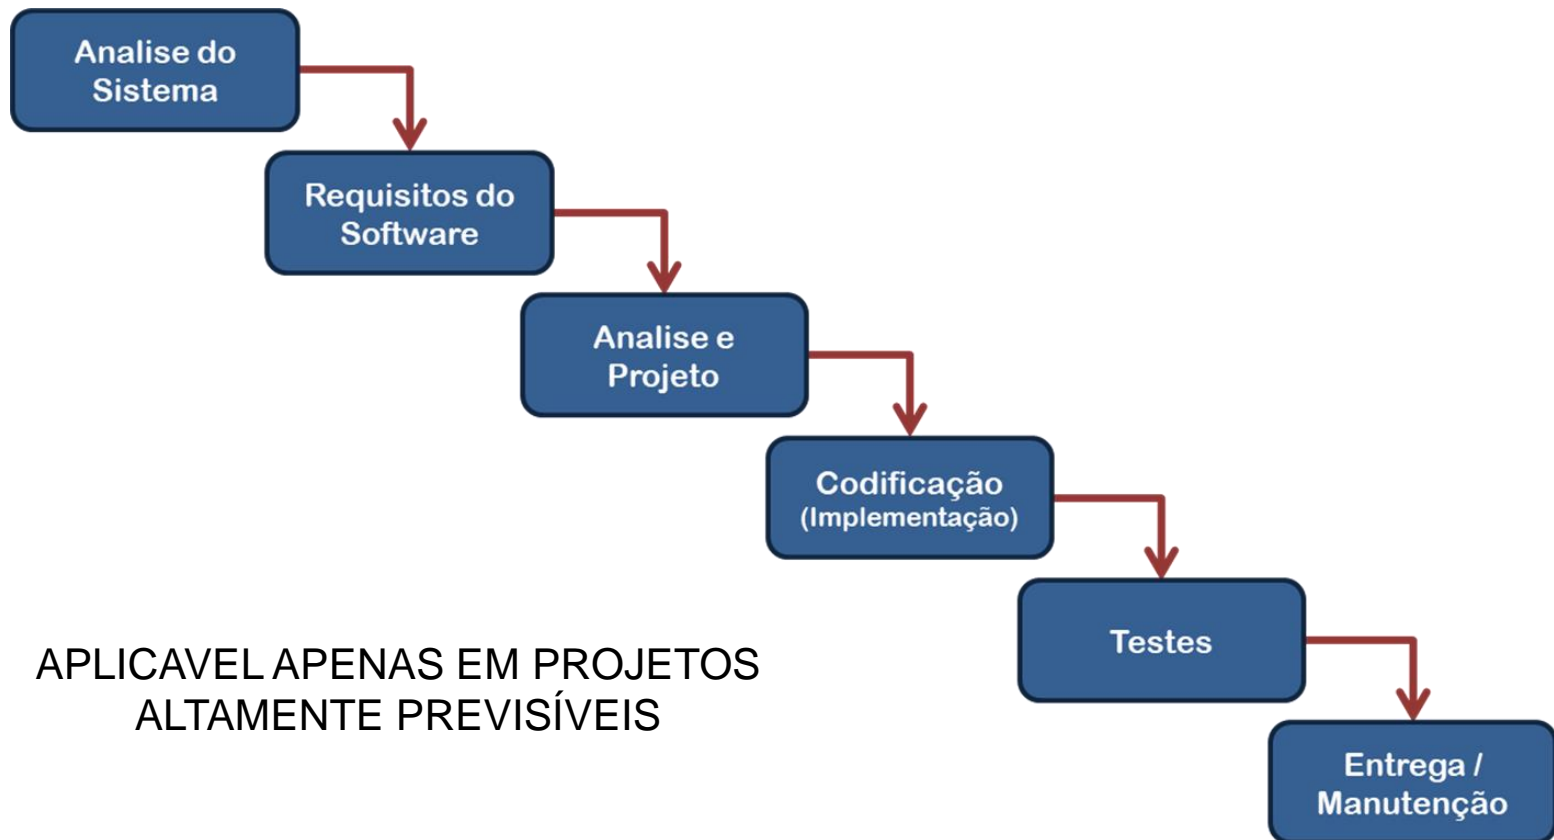 Analise do
Sistema
Requisitos do
Software
Analise e
Projeto
Codificação
(Implementação)
Testes
APLICAVEL APENAS EM PROJETOS
ALTAMENTE PREVISÍVEIS
Entrega /
Manutenção